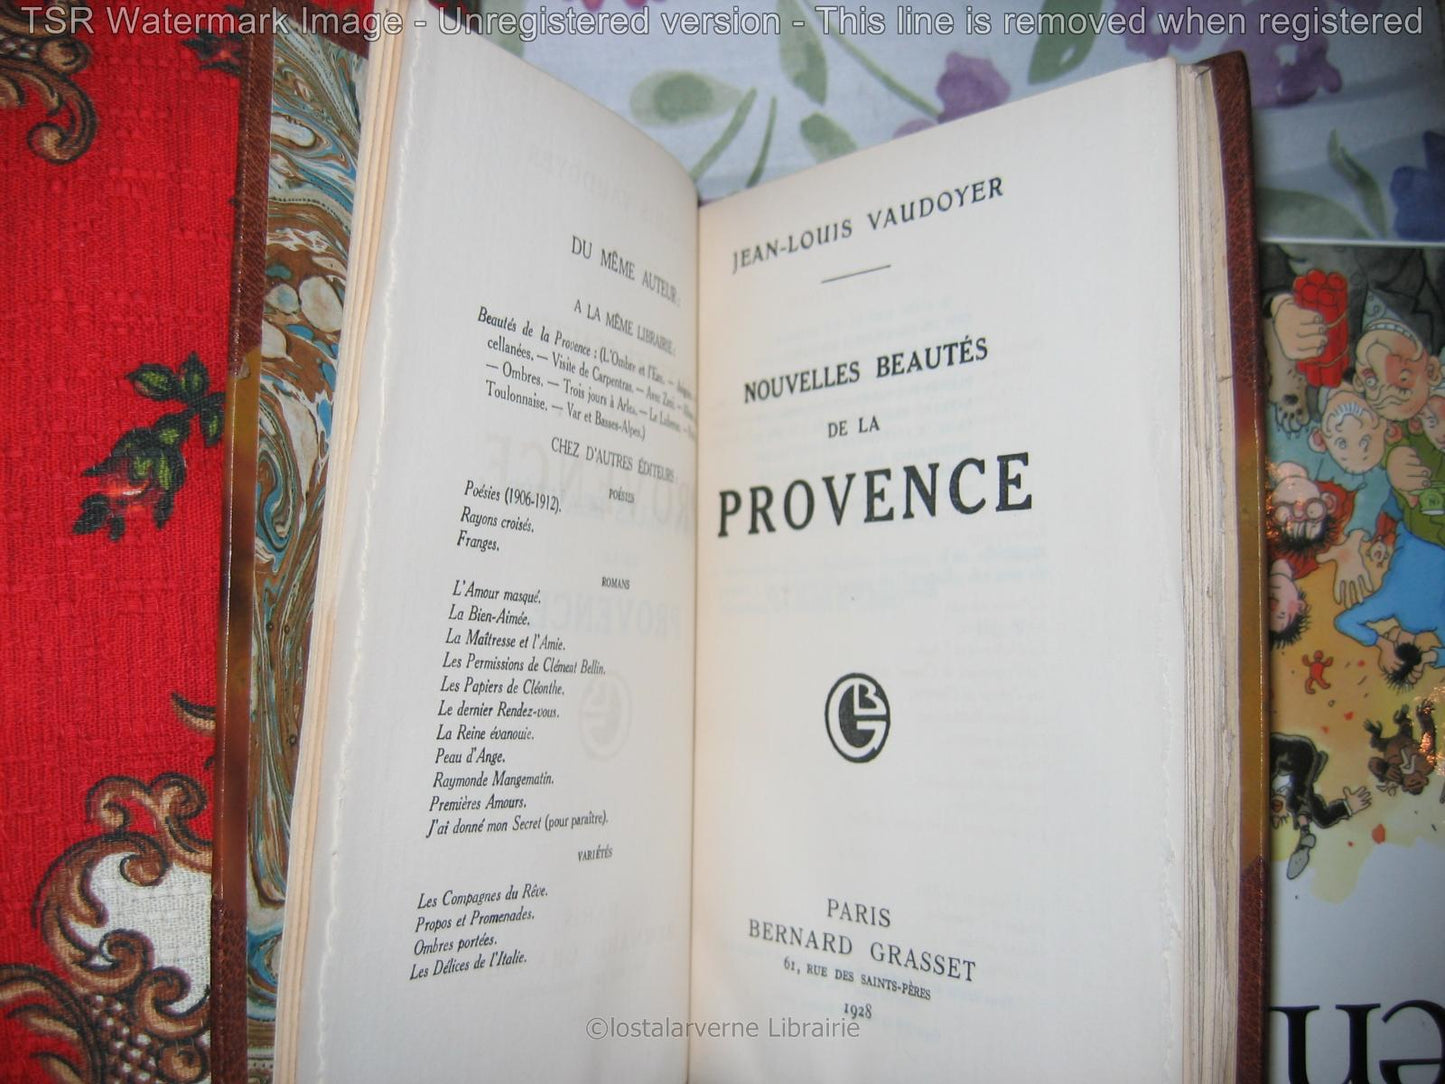 TSR Watermark Image - Unregistered version - This line is removed when registered
DU MÊME AUTEUR :
A LA MÊME LIBRAIRIE :
Beautés de la Provence : (L'Ombre et l'Eau. —
cellanées. — Visite de Carpentras. — Avec Zani. —
— Ombres. — Trois jours à Arles. — Le Luberon. —
Toulonnaise. — Var et Basses-Alpes.)
CHEZ D'AUTRES ÉDITEURS :
POÉSIES
Poésies (1906-1912).
Rayons croisés.
Franges.
ROMANS
L'Amour masqué.
La Bien-Aimée.
La Maîtresse et l'Amie.
Les Permissions de Clément Bellin.
Les Papiers de Cléonthe.
Le dernier Rendez-vous.
La Reine évanouie.
Peau d'Ange.
Raymonde Mangematin.
Premières Amours.
J'ai donné mon Secret (pour paraître).
VARIÉTÉS
Les Compagnes du Rêve.
Propos et Promenades.
Ombres portées.
Les Délices de l'Italie.
JEAN-LOUIS VAUDOYER
NOUVELLES BEAUTÉS
DE LA
PROVENCE
PARIS
BERNARD GRASSET
61, RUE DES SAINTS-PÈRES
1928
©lostalarverne Librairie
en